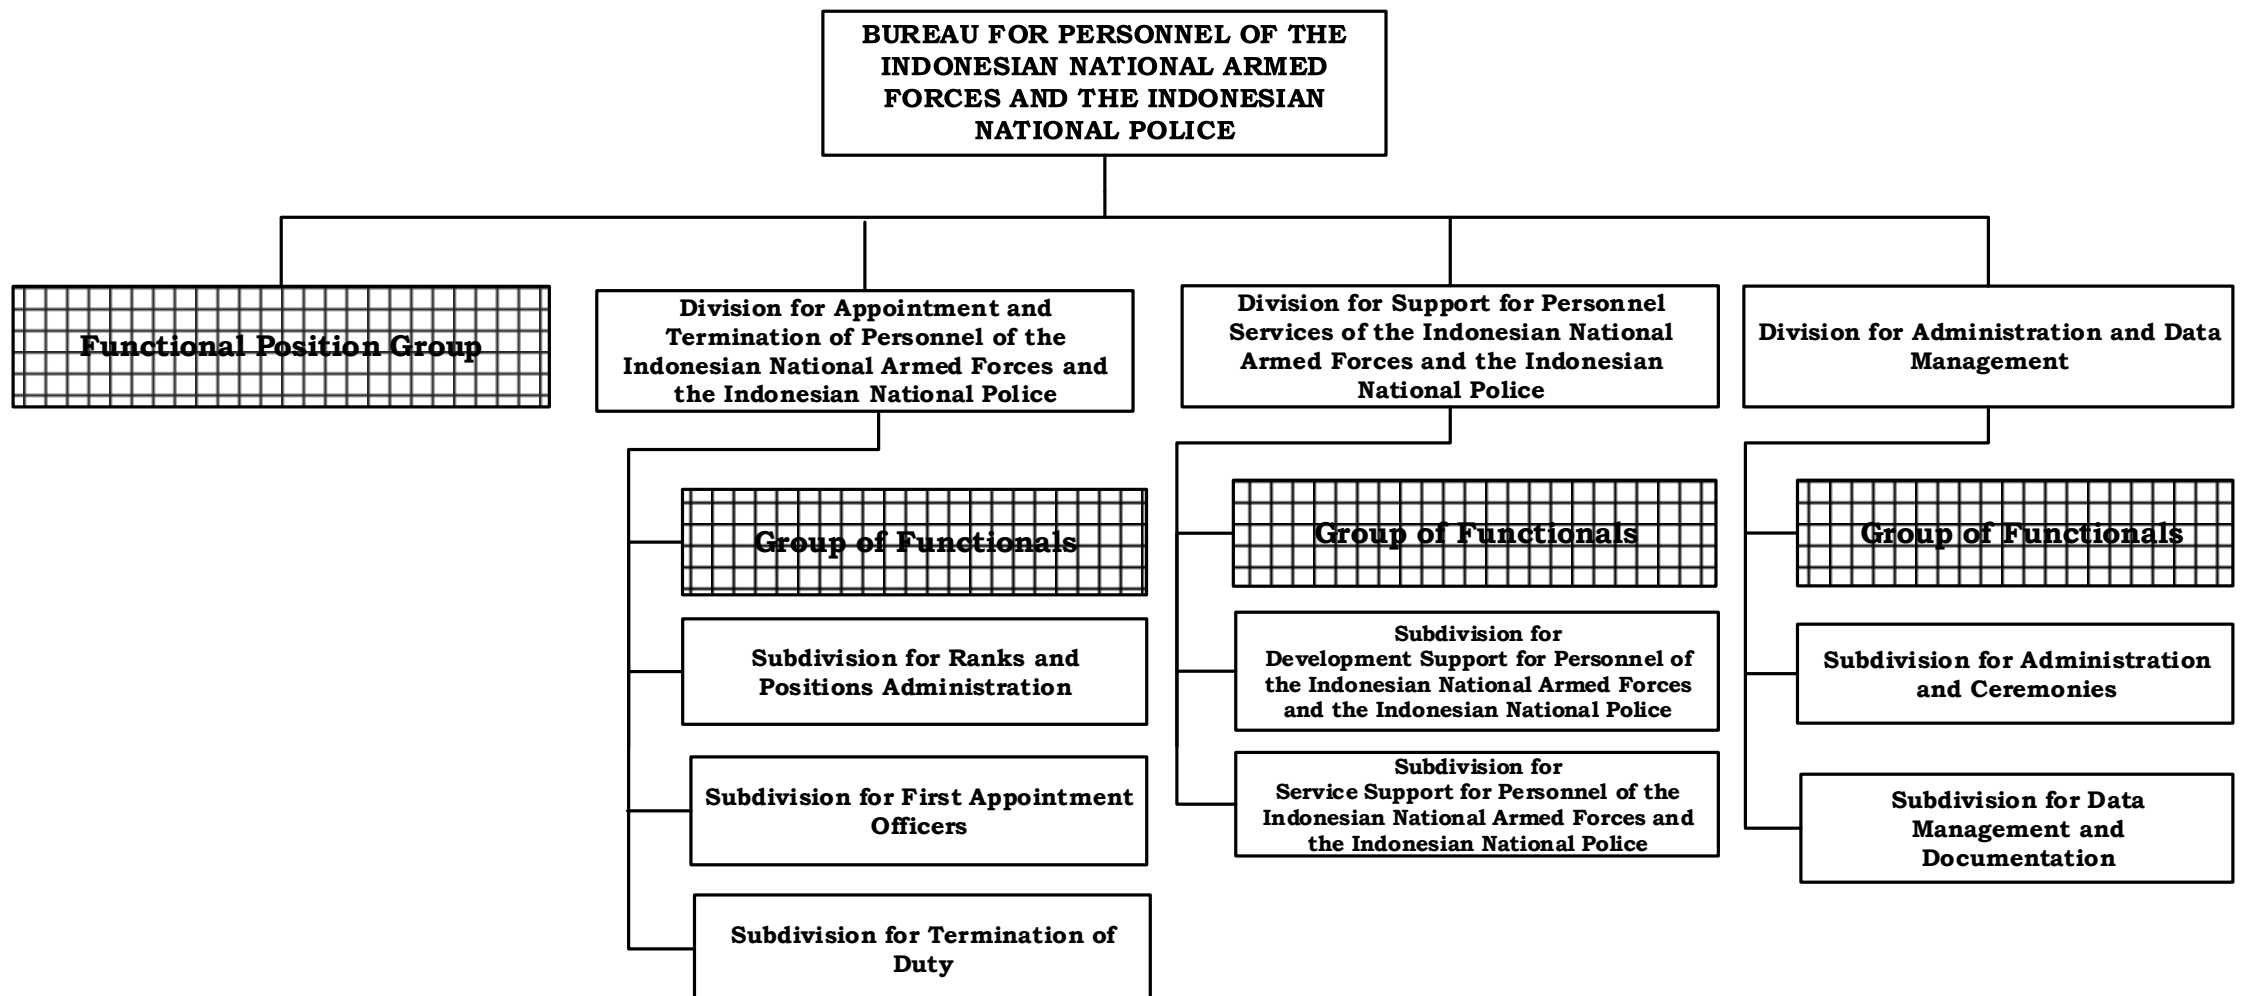 BUREAU FOR PERSONNEL OF THE
INDONESIAN NATIONAL ARMED
FORCES AND THE INDONESIAN
NATIONAL POLICE
Functional Position Group
Division for Appointment and
Termination of Personnel of the
Indonesian National Armed Forces and
the Indonesian National Police
Division for Support for Personnel
Services of the Indonesian National
Armed Forces and the Indonesian
National Police
Division for Administration and Data
Management
Group of Functionals
Subdivision for Ranks and
Positions Administration
Subdivision for First Appointment
Officers
Subdivision for Termination of
Duty
Group of Functionals
Subdivision for
Development Support for Personnel of
the Indonesian National Armed Forces
and the Indonesian National Police
Subdivision for
Service Support for Personnel of the
Indonesian National Armed Forces and
the Indonesian National Police
Group of Functionals
Subdivision for Administration
and Ceremonies
Subdivision for Data
Management and
Documentation